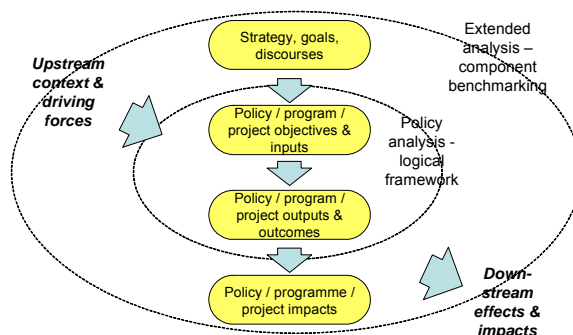 Strategy, goals,
discourses
Extended
analysis –
component
benchmarking
Upstream
context &
driving
forces
Policy / program /
project objectives &
inputs
Policy
analysis -
logical
framework
Policy / program /
/ project outputs &
outcomes
Policy / programme /
project impacts
Down-
stream
effects &
impacts